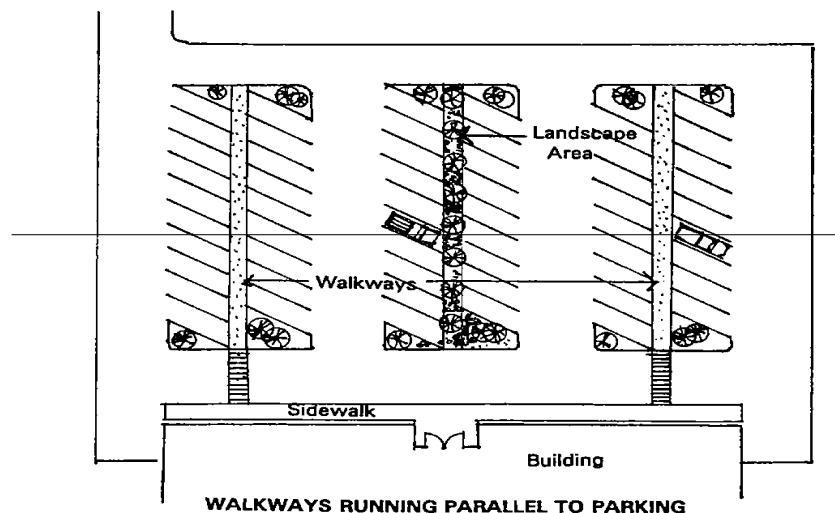 Landscape
Area
Walkways
Sidewalk
Building
WALKWAYS RUNNING PARALLEL TO PARKING